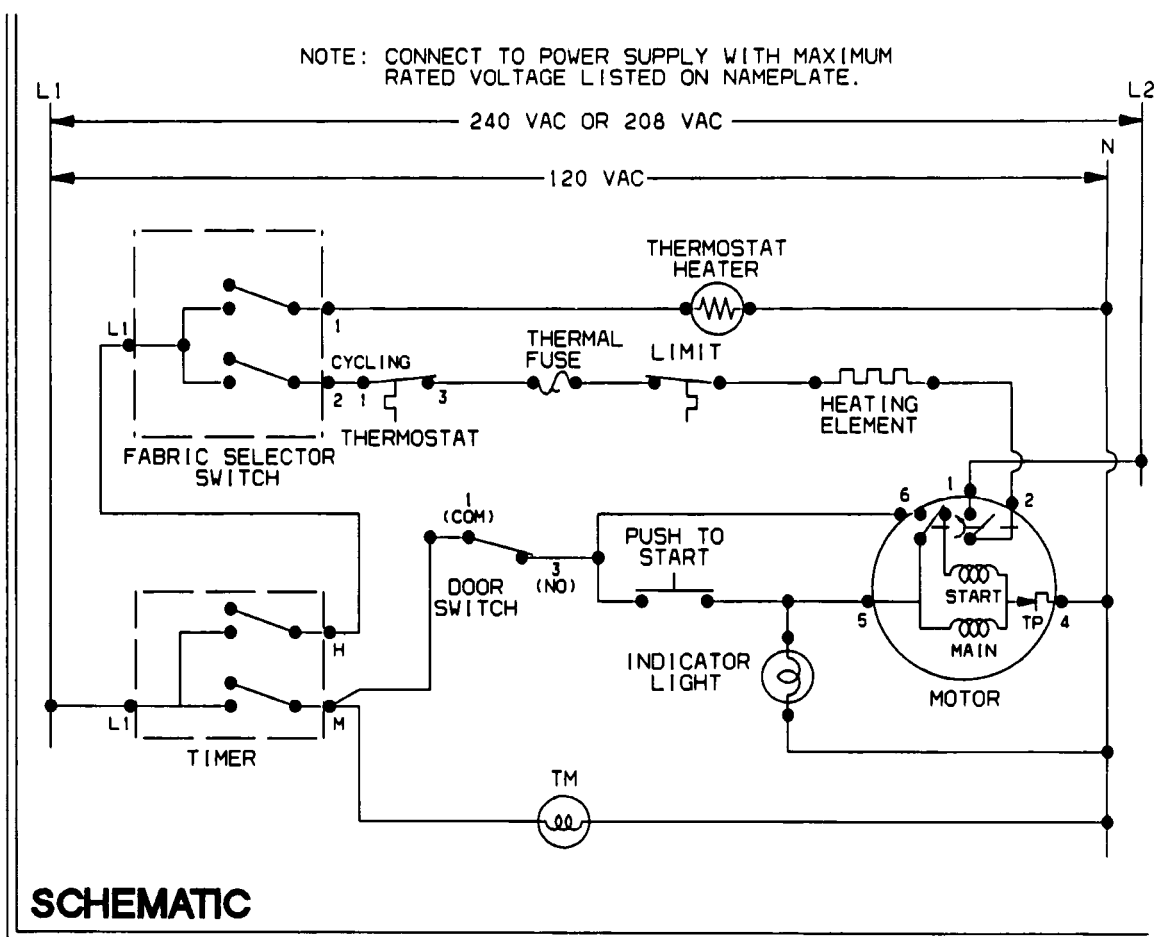 NOTE: CONNECT TO POWER SUPPLY WITH MAXIMUM
RATED VOLTAGE LISTED ON NAMEPLATE.
L1
L2
240 VAC OR 208 VAC
N
120 VAC
THERMOSTAT
HEATER
L1
1
THERMAL
FUSE
LIMIT
CYCLING
2
1
3
THERMOSTAT
HEATING
ELEMENT
FABRIC SELECTOR
SWITCH
1
(COM)
6
1
2
PUSH TO
START
3
(NO)
DOOR
SWITCH
START
5
TP
4
MAIN
H
INDICATOR
LIGHT
MOTOR
L1
M
TIMER
TM
SCHEMATIC